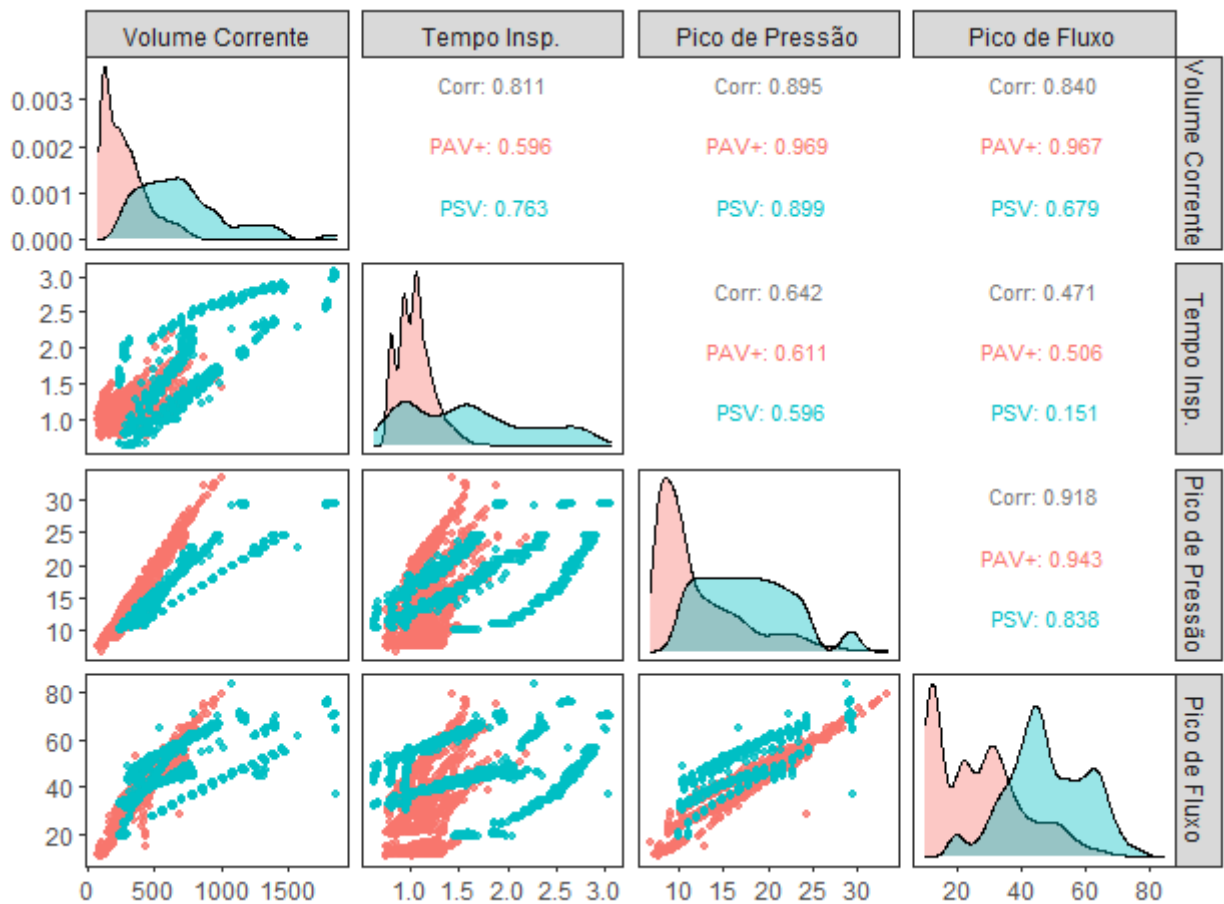 Volume Corrente
Tempo Insp.
Pico de Pressão
Pico de Fluxo
0.003
0.002
0.001
0.000
Corr: 0.811
PAV+: 0.596
PSV: 0.763
Corr: 0.895
PAV+: 0.969
PSV: 0.899
Corr: 0.840
PAV+: 0.967
PSV: 0.679
Volume Corrente
3.0
2.5
2.0
1.5
1.0
Corr: 0.642
PAV+: 0.611
PSV: 0.596
Corr: 0.471
PAV+: 0.506
PSV: 0.151
Tempo Insp.
30
25
20
15
10
Corr: 0.918
PAV+: 0.943
PSV: 0.838
Pico de Pressão
80
60
40
20
Pico de Fluxo
0 500 1000 1500
1.0 1.5 2.0 2.5 3.0
10 15 20 25 30
20 40 60 80